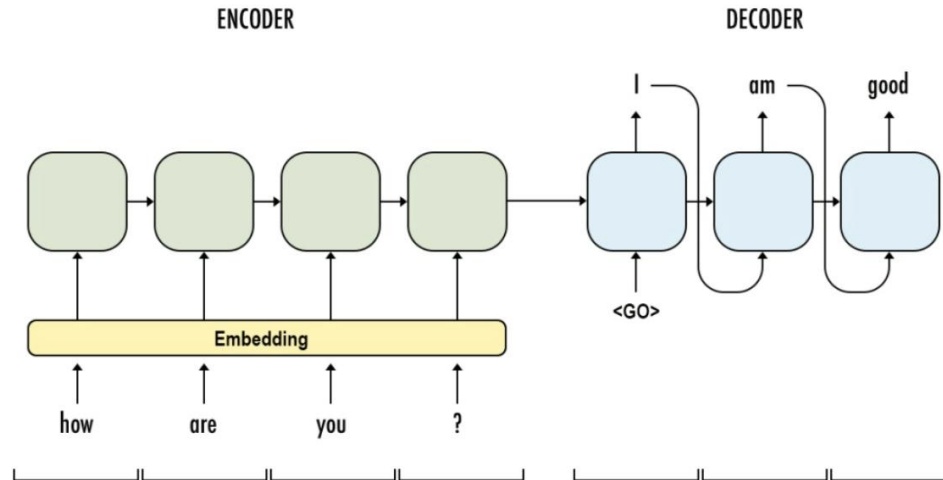 ENCODER DECODER
I am good
<GO>
Embedding
how are you ?